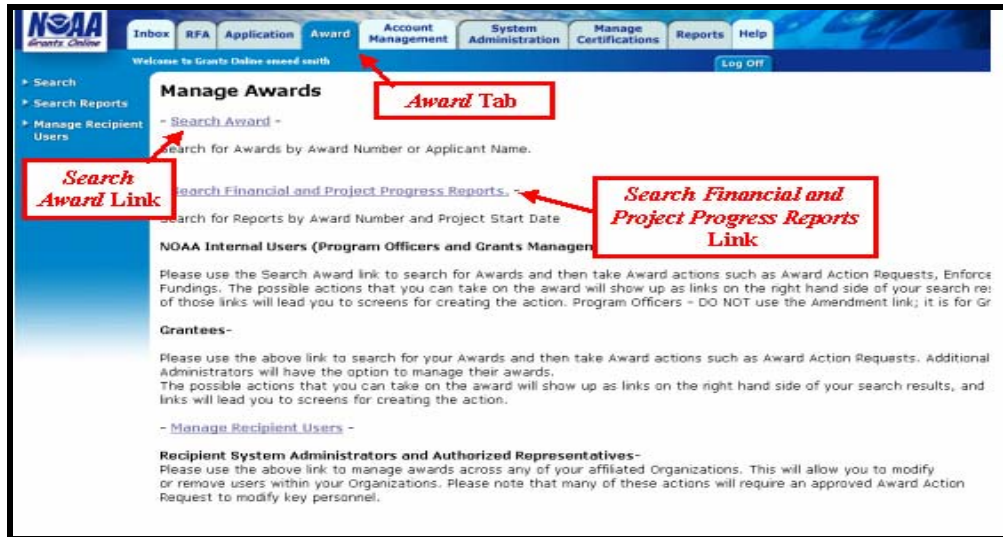 NOAA
Grants Online
Inbox RFA Application Award Account Management System Administration Manage Certifications Reports Help
Welcome to Grants Online smeed smith
Log Off
Search
Search Reports
Manage Recipient
Users
Manage Awards
Award Tab
- Search Award -
Search for Awards by Award Number or Applicant Name.
Search
Award Link
Search Financial and Project Progress Reports. -
Search Financial and
Project Progress Reports
Link
Search for Reports by Award Number and Project Start Date
NOAA Internal Users (Program Officers and Grants Manage
Please use the Search Award link to search for Awards and then take Award actions such as Award Action Requests, Enforce
Fundings. The possible actions that you can take on the award will show up as links on the right hand side of your search re
of those links will lead you to screens for creating the action. Program Officers - DO NOT use the Amendment link; it is for Gr
Grantees-
Please use the above link to search for your Awards and then take Award actions such as Award Action Requests. Additional
Administrators will have the option to manage their awards.
The possible actions that you can take on the award will show up as links on the right hand side of your search results, and
links will lead you to screens for creating the action.
- Manage Recipient Users -
Recipient System Administrators and Authorized Representatives-
Please use the above link to manage awards across any of your affiliated Organizations. This will allow you to modify
or remove users within your Organizations. Please note that many of these actions will require an approved Award Action
Request to modify key personnel.